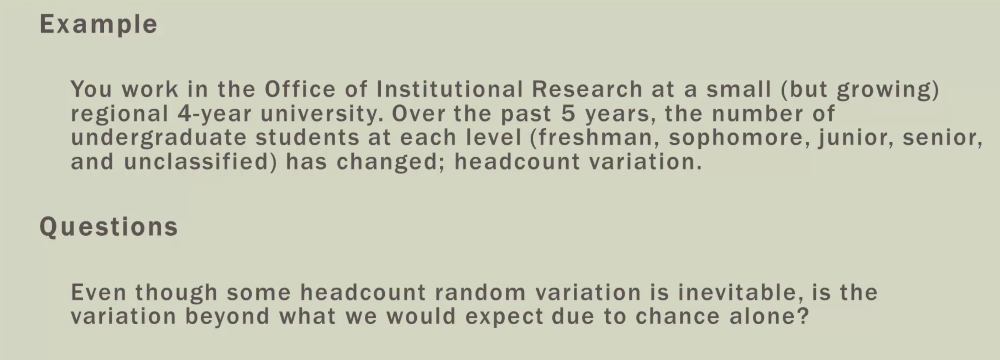 Example
You work in the Office of Institutional Research at a small (but growing)
regional 4-year university. Over the past 5 years, the number of
undergraduate students at each level (freshman, sophomore, junior, senior,
and unclassified) has changed; headcount variation.
Questions
Even though some headcount random variation is inevitable, is the
variation beyond what we would expect due to chance alone?